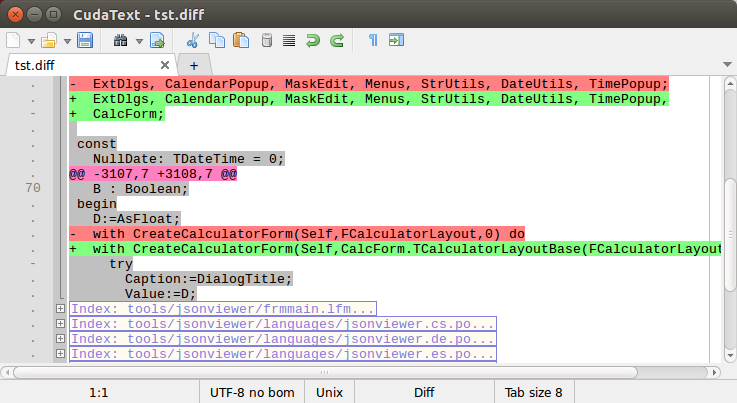 CudaText - tst.diff
tst.diff
-  ExtDlgs, CalendarPopup, MaskEdit, Menus, StrUtils, DateUtils, TimePopup;
+  ExtDlgs, CalendarPopup, MaskEdit, Menus, StrUtils, DateUtils, TimePopup,
+  CalcForm;
const
NullDate: TDateTime = 0;
@@ -3107,7 +3108,7 @@
70 B : Boolean;
begin
D:=AsFloat;
-  with CreateCalculatorForm(Self,FCalculatorLayout,0) do
+  with CreateCalculatorForm(Self,CalcForm.TCalculatorLayoutBase(FCalculatorLayout
try
Caption:=DialogTitle;
Value:=D;
Index: tools/jsonviewer/frmmain.lfm...
Index: tools/jsonviewer/languages/jsonviewer.cs.po...
Index: tools/jsonviewer/languages/jsonviewer.de.po...
Index: tools/jsonviewer/languages/jsonviewer.es.po...
1:1 UTF-8 no bom Unix Diff Tab size 8